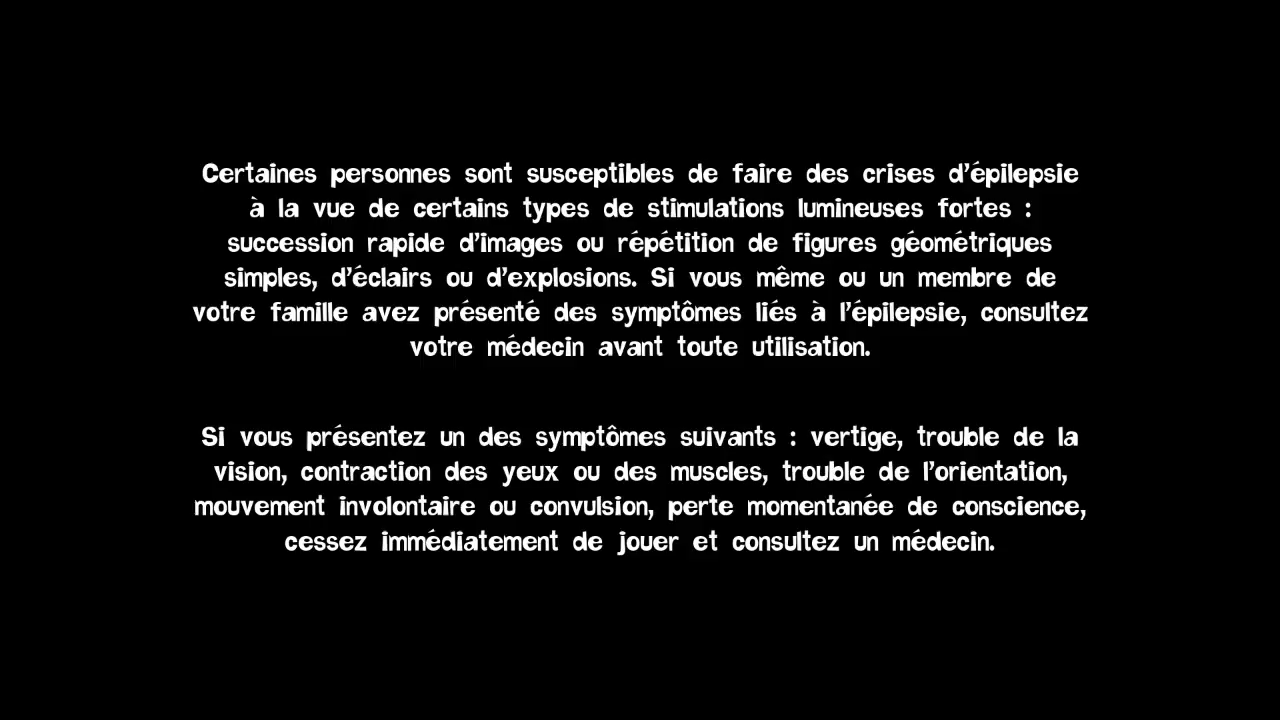 Certaines personnes sont susceptibles de faire des crises d'épilepsie
à la vue de certains types de stimulations lumineuses fortes :
succession rapide d'images ou répétition de figures géométriques
simples, d'éclairs ou d'explosions. Si vous même ou un membre de
votre famille avez présenté des symptômes liés à l'épilepsie, consultez
votre médecin avant toute utilisation.
Si vous présentez un des symptômes suivants : vertige, trouble de la
vision, contraction des yeux ou des muscles, trouble de l'orientation,
mouvement involontaire ou convulsion, perte momentanée de conscience,
cessez immédiatement de jouer et consultez un médecin.